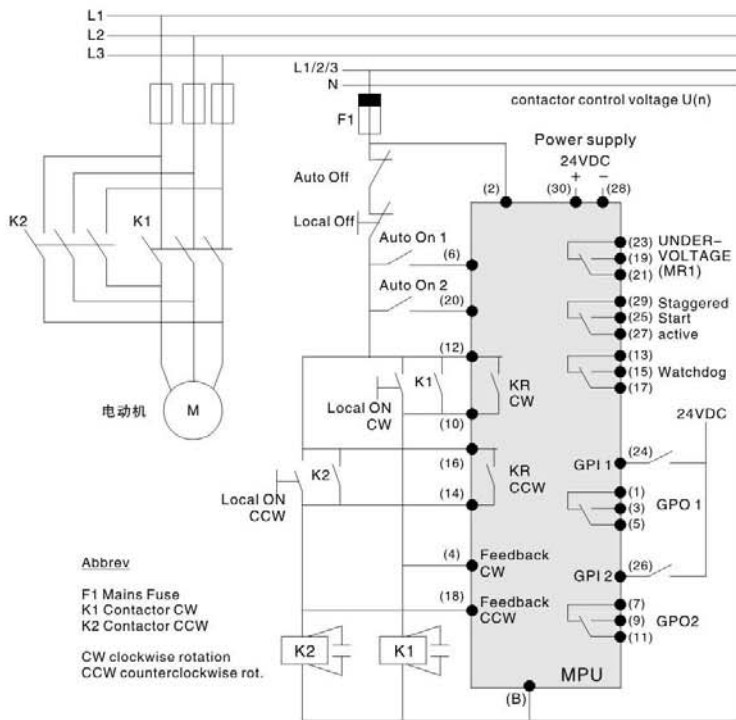 L1
L2
L3
L1/2/3
N
contactor control voltage U(n)
F1
Power supply
24VDC
+ −
(2) (30) (28)
Auto Off
Local Off
K2
K1
Auto On 1
(6)
Auto On 2
(20)
(12)
(23) UNDER-
(19) VOLTAGE
(21) (MR1)
(29) Staggered
(25) Start
(27) active
(13)
(15) Watchdog
(17)
电动机
M
K1
KR
CW
Local ON
CW
(10)
24VDC
(16)
K2
KR
CCW
(14)
Local ON
CCW
GPI 1
(24)
(1)
(3) GPO 1
(5)
(4)
Feedback
CW
GPI 2
(26)
(18)
Feedback
CCW
(7)
(9) GPO2
(11)
Abbrev
F1 Mains Fuse
K1 Contactor CW
K2 Contactor CCW
CW clockwise rotation
CCW counterclockwise rot.
K2
K1
MPU
(B)